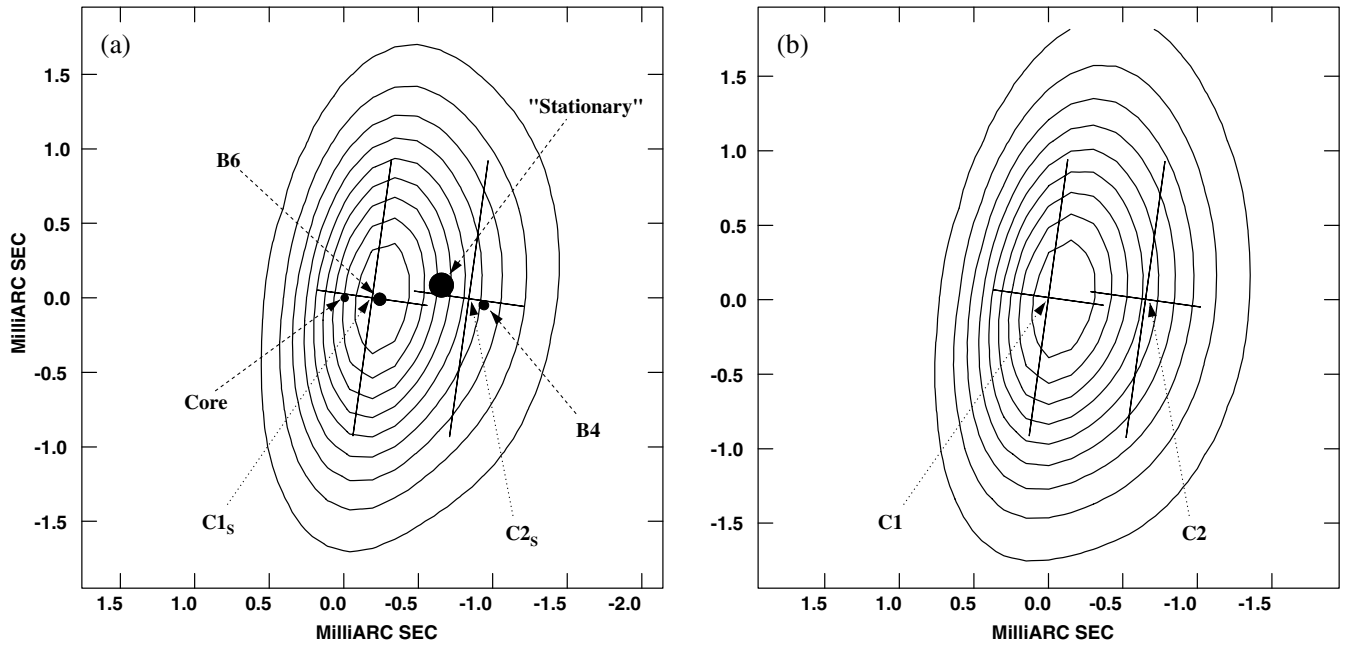 (a)
"Stationary"
B6
Core
B4
C1S
C2S
1.5
1.0
0.5
0.0
-0.5
-1.0
-1.5
MilliARC SEC
1.5 1.0 0.5 0.0 -0.5 -1.0 -1.5 -2.0
MilliARC SEC
(b)
C1
C2
1.5
1.0
0.5
0.0
-0.5
-1.0
-1.5
1.5 1.0 0.5 0.0 -0.5 -1.0 -1.5
MilliARC SEC